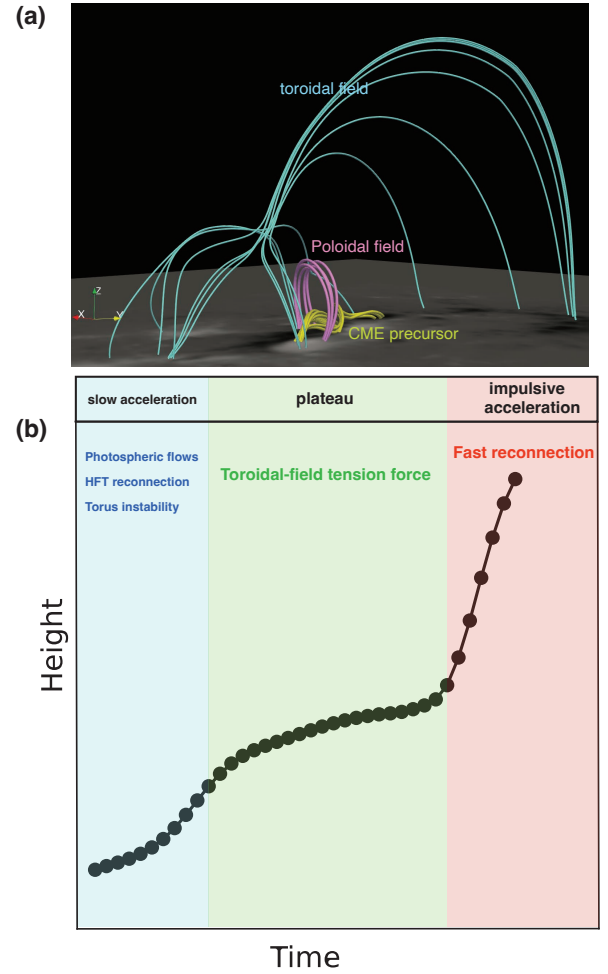 (a)
toroidal field
Poloidal field
CME precursor
Z
X
Y
(b)
slow acceleration
plateau
impulsive
acceleration
Photospheric flows
HFT reconnection
Torus instability
Toroidal-field tension force
Fast reconnection
Height
Time